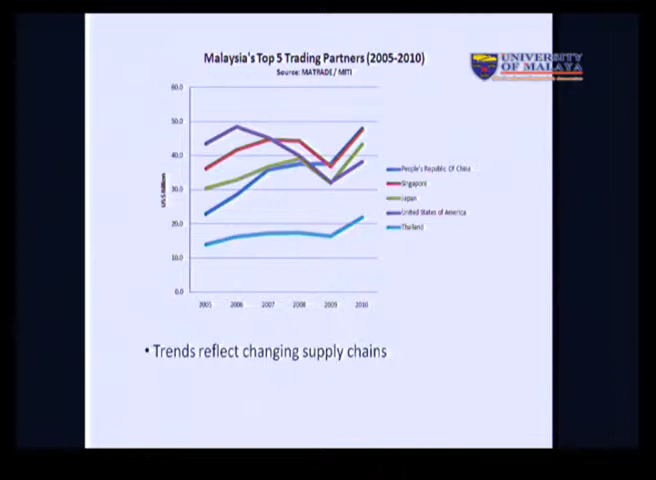 Malaysia's Top 5 Trading Partners (2005-2010)
Source: MATRADE/ MITI
UNIVERSITY
OF MALAYA
60.0
50.0
40.0
30.0
20.0
10.0
0.0
US$ Billion
2005 2006 2007 2008 2009 2010
People's Republic Of China
Singapore
Japan
United States of America
Thailand
• Trends reflect changing supply chains